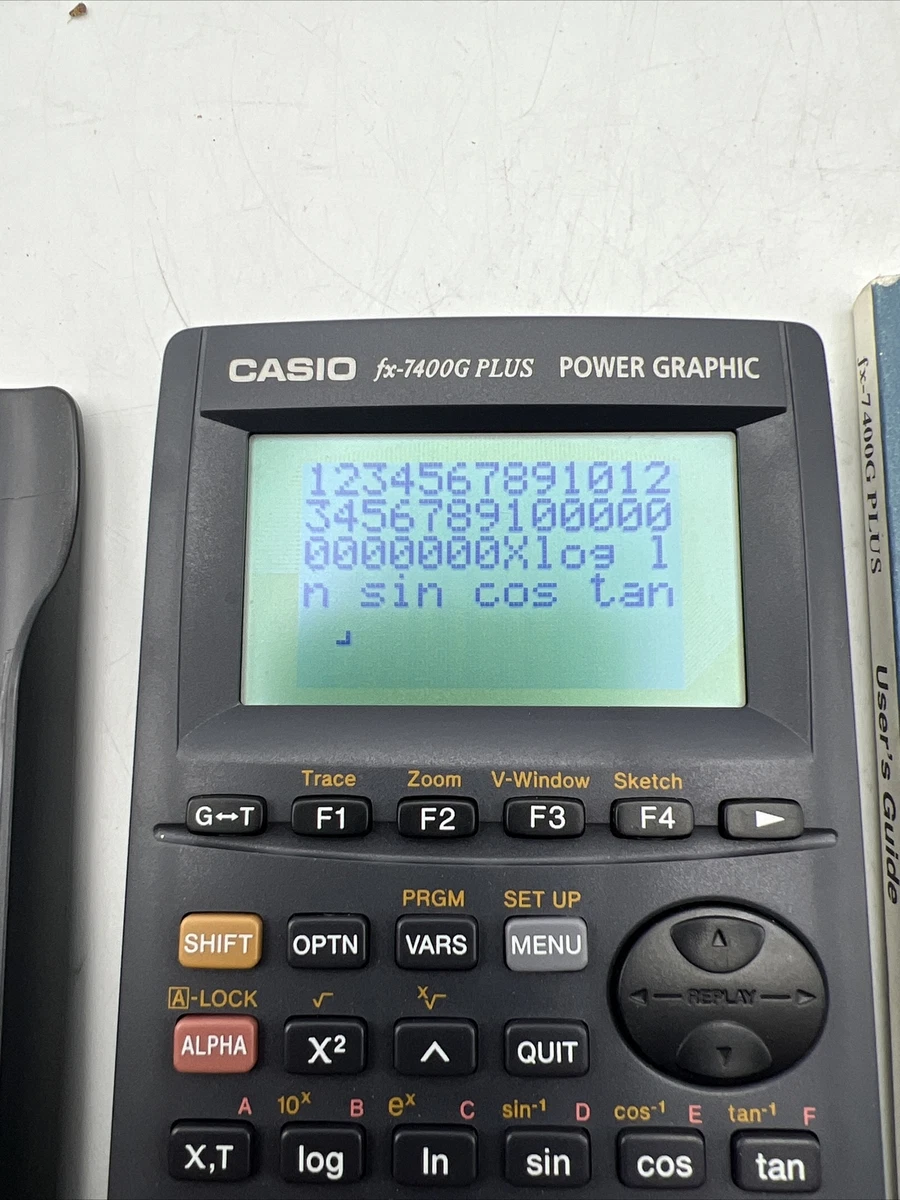 CASIO fx-7400G PLUS POWER GRAPHIC
1234567891012
3456789100000
0000000Xlog l
n sin cos tan
⌟
Trace Zoom V-Window Sketch
G↔T F1 F2 F3 F4 ►
PRGM SET UP
SHIFT OPTN VARS MENU
A-LOCK √ x√
ALPHA X² ^ QUIT
REPLAY
A 10ˣ B eˣ C sin⁻¹ D cos⁻¹ E tan⁻¹ F
X,T log ln sin cos tan
fx-7400G PLUS
User's Guide